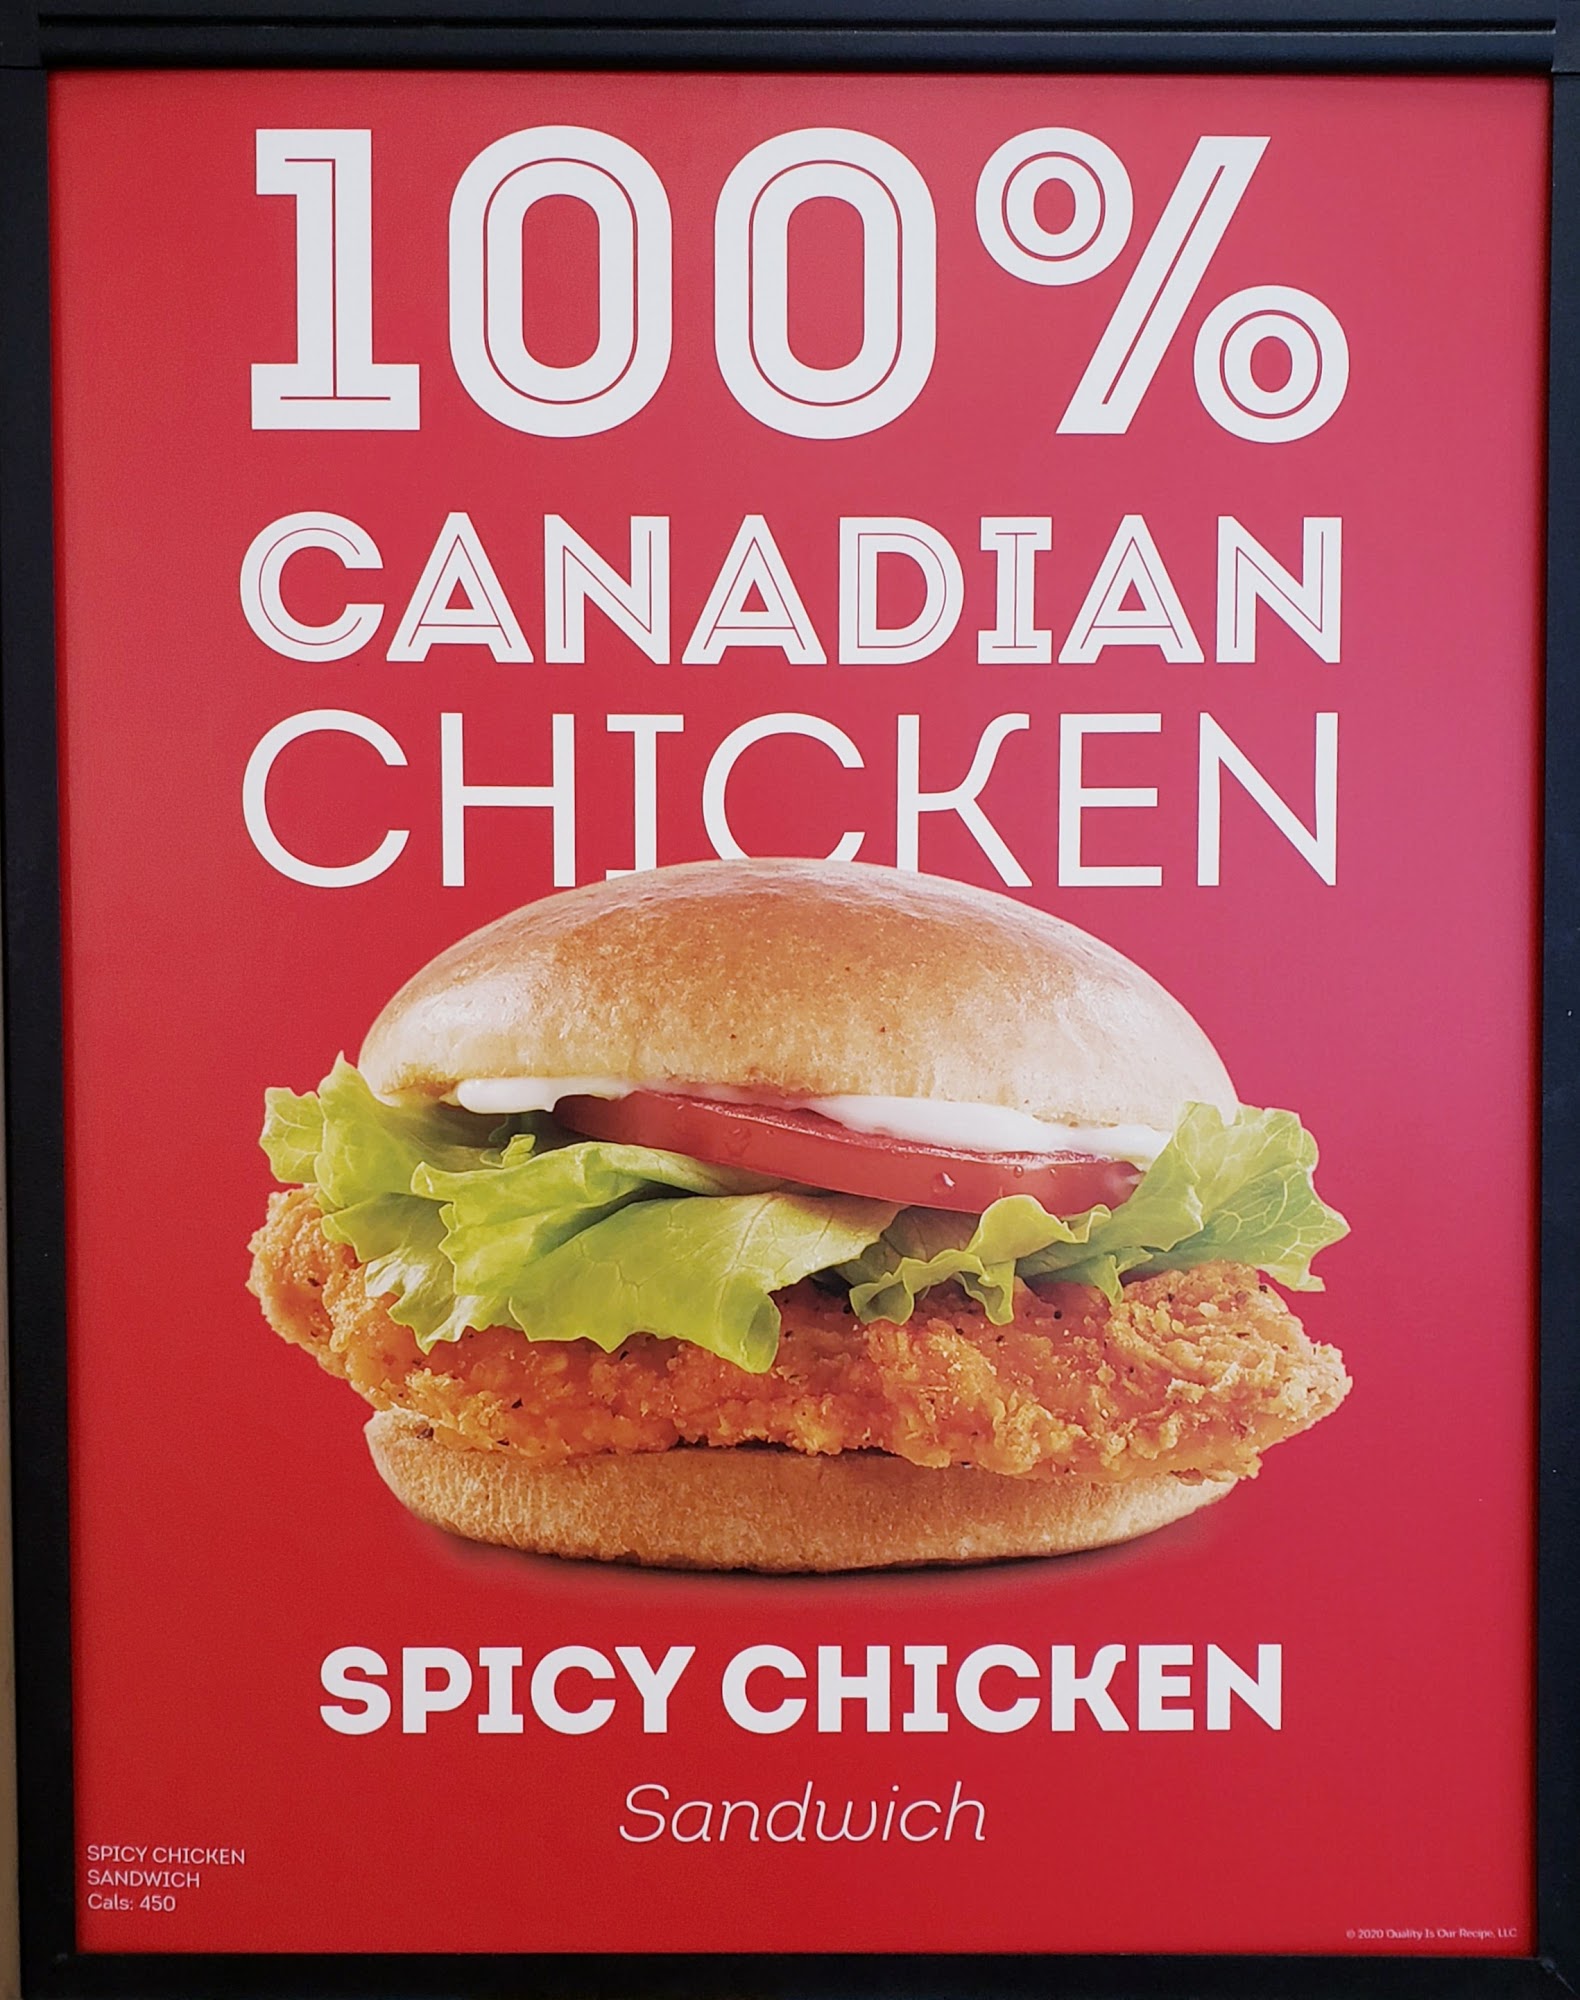 100%
CANADIAN
CHICKEN
SPICY CHICKEN
Sandwich
SPICY CHICKEN
SANDWICH
Cals: 450
© 2020 Quality Is Our Recipe, LLC